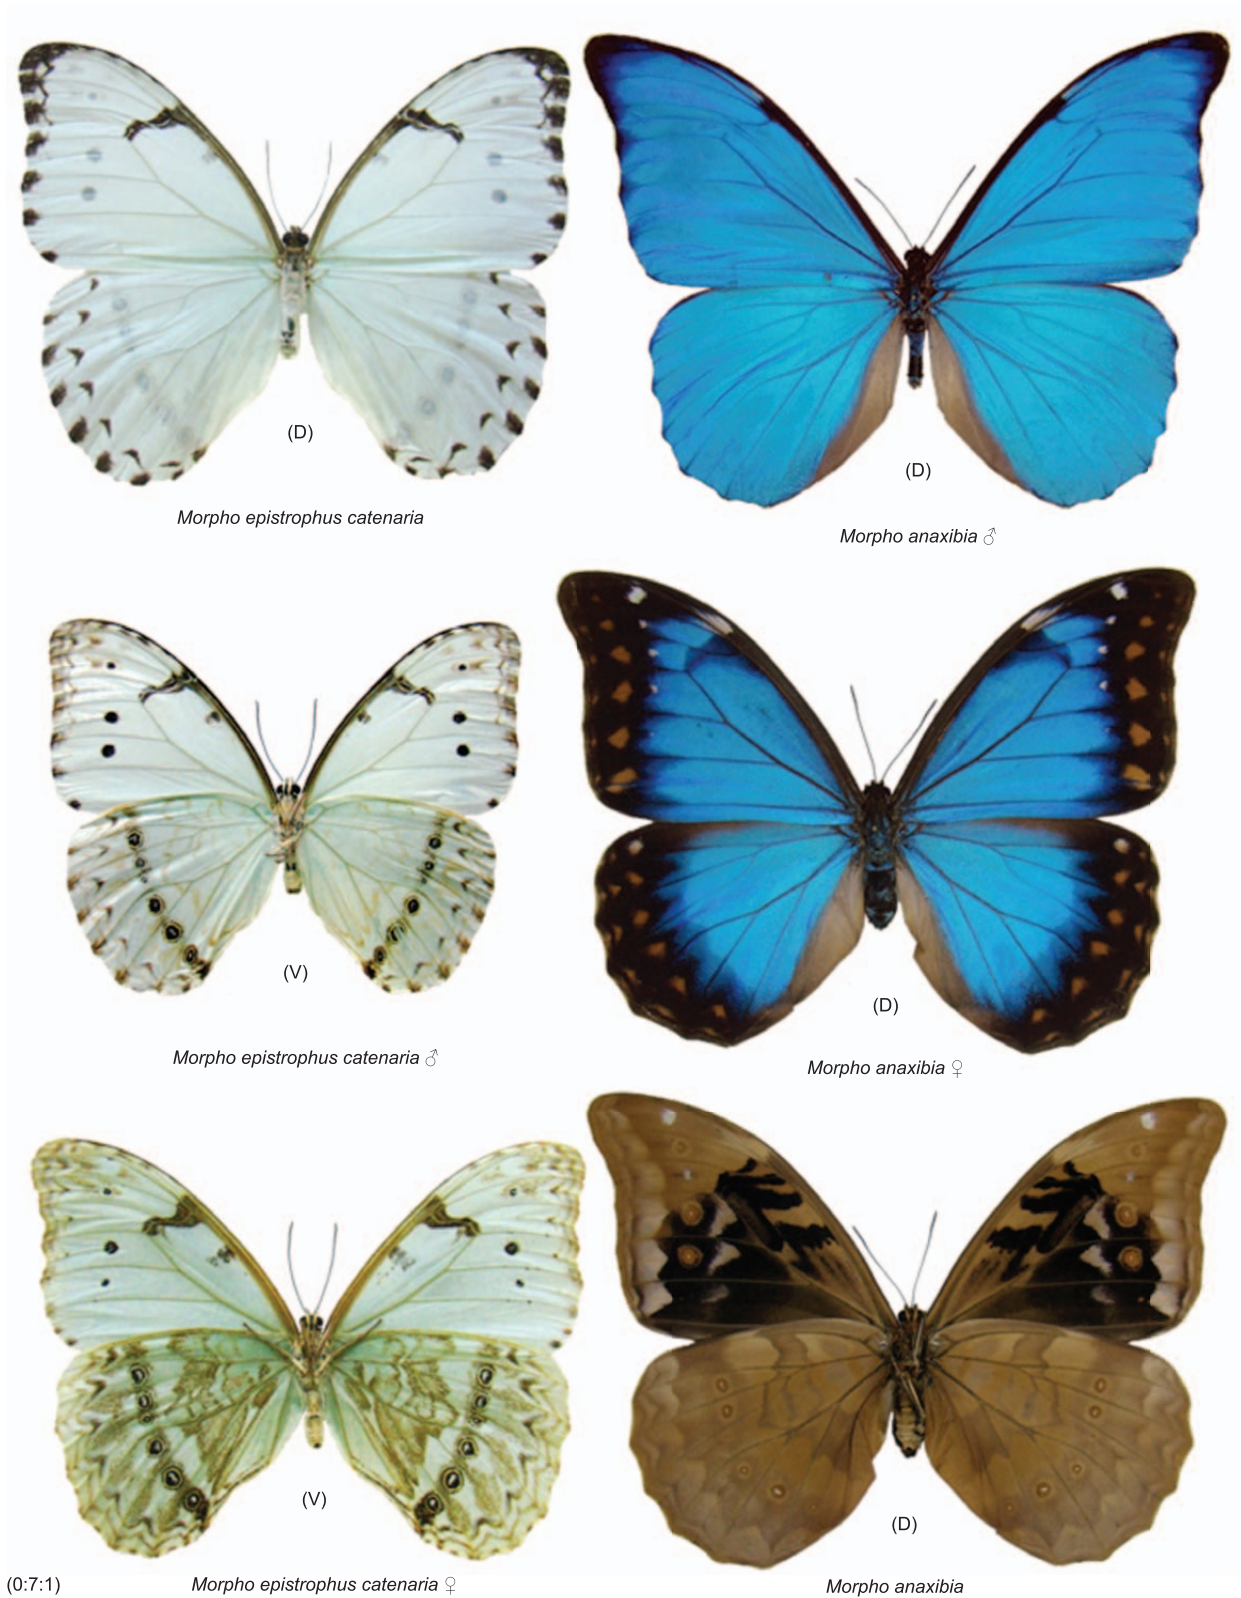 (D)
Morpho epistrophus catenaria
(D)
Morpho anaxibia ♂
(V)
Morpho epistrophus catenaria ♂
(D)
Morpho anaxibia ♀
(V)
Morpho epistrophus catenaria ♀
(D)
Morpho anaxibia
(0:7:1)